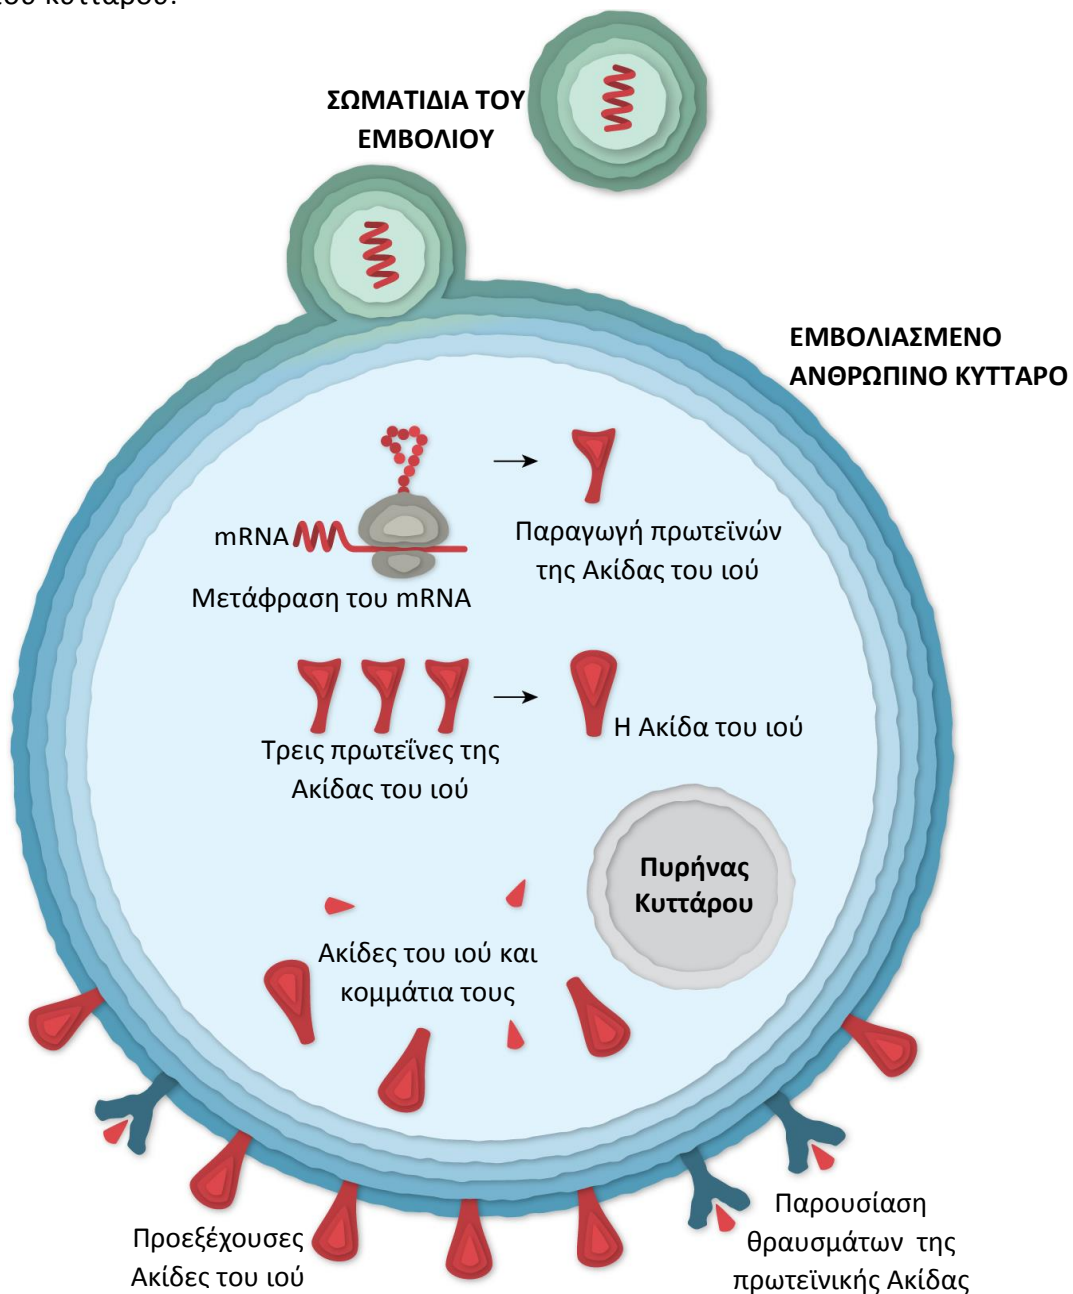 του κυττάρου.
ΣΩΜΑΤΙΔΙΑ ΤΟΥ
ΕΜΒΟΛΙΟΥ
ΕΜΒΟΛΙΑΣΜΕΝΟ
ΑΝΘΡΩΠΙΝΟ ΚΥΤΤΑΡΟ
mRNA
Μετάφραση του mRNA
Παραγωγή πρωτεϊνών
της Ακίδας του ιού
Τρεις πρωτεΐνες της
Ακίδας του ιού
Η Ακίδα του ιού
Πυρήνας
Κυττάρου
Ακίδες του ιού και
κομμάτια τους
Προεξέχουσες
Ακίδες του ιού
Παρουσίαση
θραυσμάτων της
πρωτεϊνικής Ακίδας